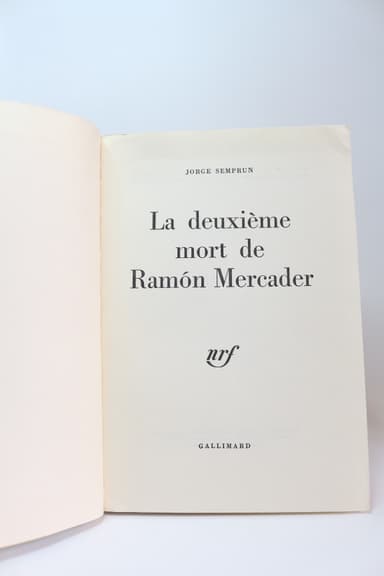 JORGE SEMPRUN
La deuxième
mort de
Ramón Mercader
nrf
GALLIMARD